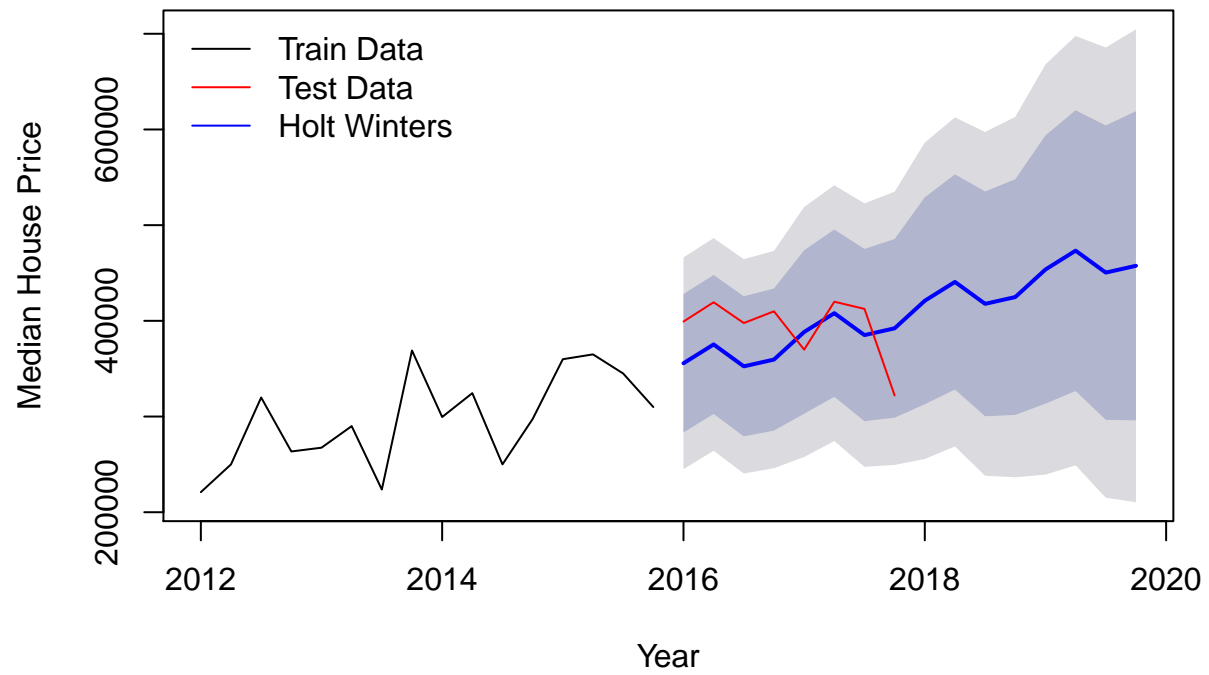 Train Data
Test Data
Holt Winters
Median House Price
600000
400000
200000
2012 2014 2016 2018 2020
Year